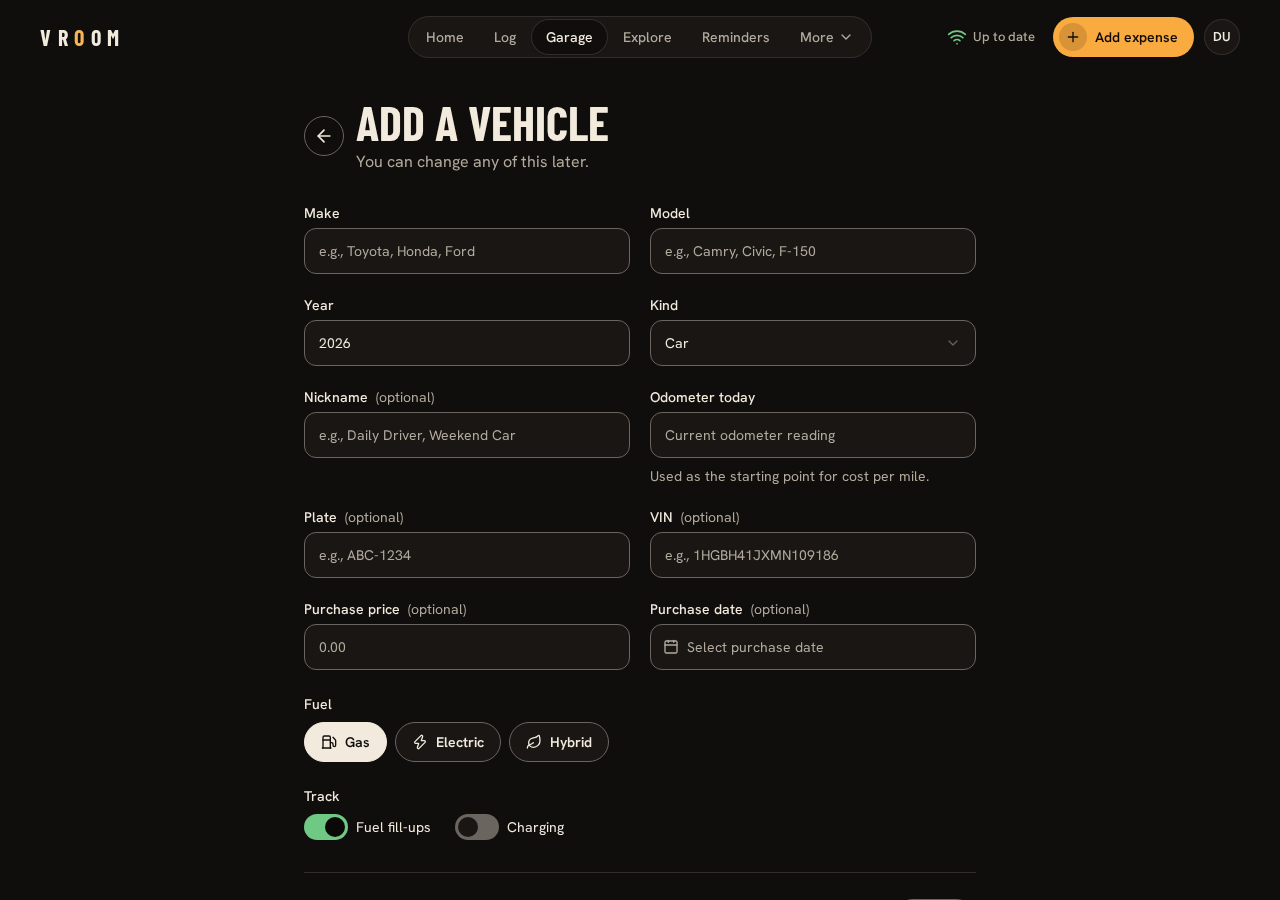 VROOM
Home
Log
Garage
Explore
Reminders
More
Up to date
Add expense
DU
ADD A VEHICLE
You can change any of this later.
Make
Model
e.g., Toyota, Honda, Ford
e.g., Camry, Civic, F-150
Year
Kind
2026
Car
Nickname (optional)
Odometer today
e.g., Daily Driver, Weekend Car
Current odometer reading
Used as the starting point for cost per mile.
Plate (optional)
VIN (optional)
e.g., ABC-1234
e.g., 1HGBH41JXMN109186
Purchase price (optional)
Purchase date (optional)
0.00
Select purchase date
Fuel
Gas
Electric
Hybrid
Track
Fuel fill-ups
Charging